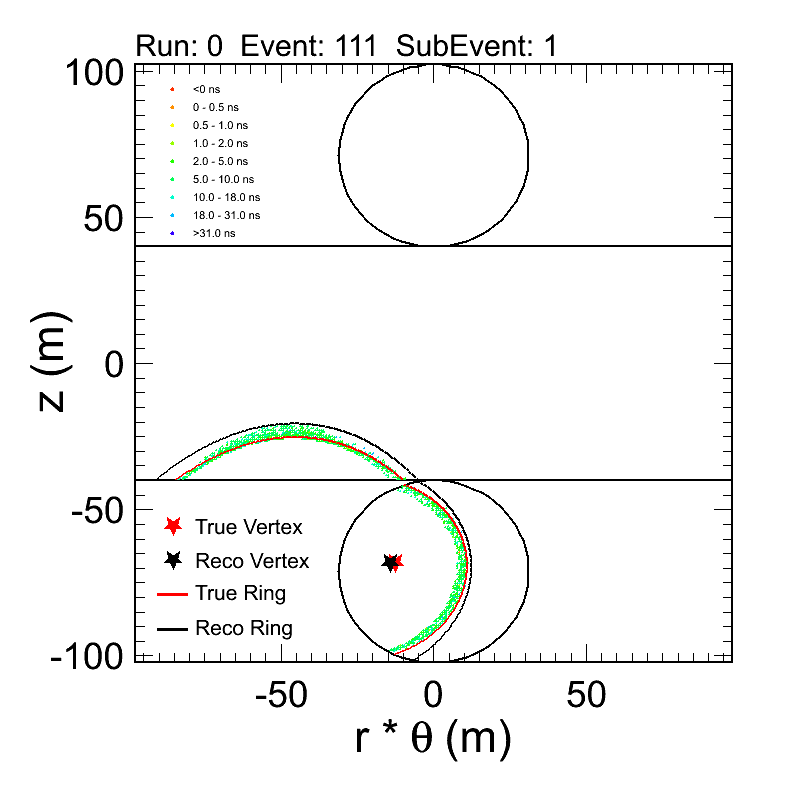 Run: 0 Event: 111 SubEvent: 1
100
50
0
-50
-100
z (m)
<0 ns
0 - 0.5 ns
0.5 - 1.0 ns
1.0 - 2.0 ns
2.0 - 5.0 ns
5.0 - 10.0 ns
10.0 - 18.0 ns
18.0 - 31.0 ns
>31.0 ns
True Vertex
Reco Vertex
True Ring
Reco Ring
-50 0 50
r * θ (m)